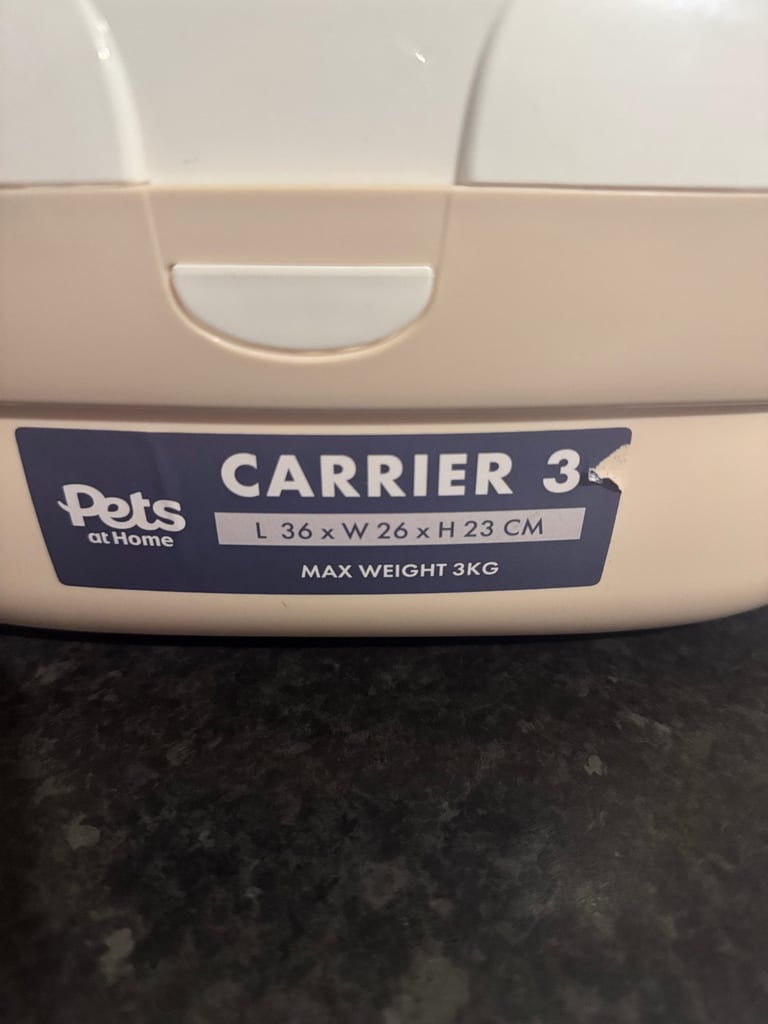 Pets
at Home
CARRIER 3
L 36 x W 26 x H 23 CM
MAX WEIGHT 3KG